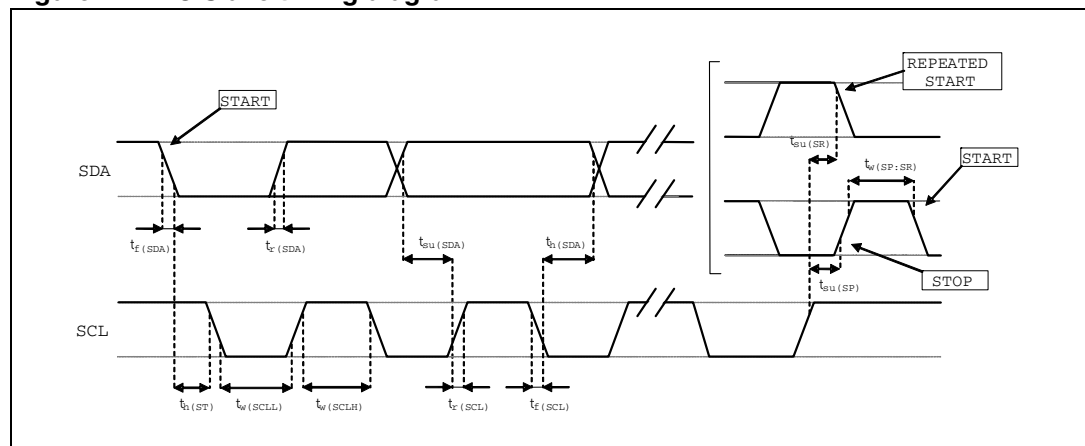 REPEATED
START
START
t_su(SR)
START
SDA
t_w(SP:SR)
t_f(SDA)
t_r(SDA)
t_su(SDA)
t_h(SDA)
STOP
t_su(SP)
SCL
t_h(ST)
t_w(SCLL)
t_w(SCLH)
t_r(SCL)
t_f(SCL)